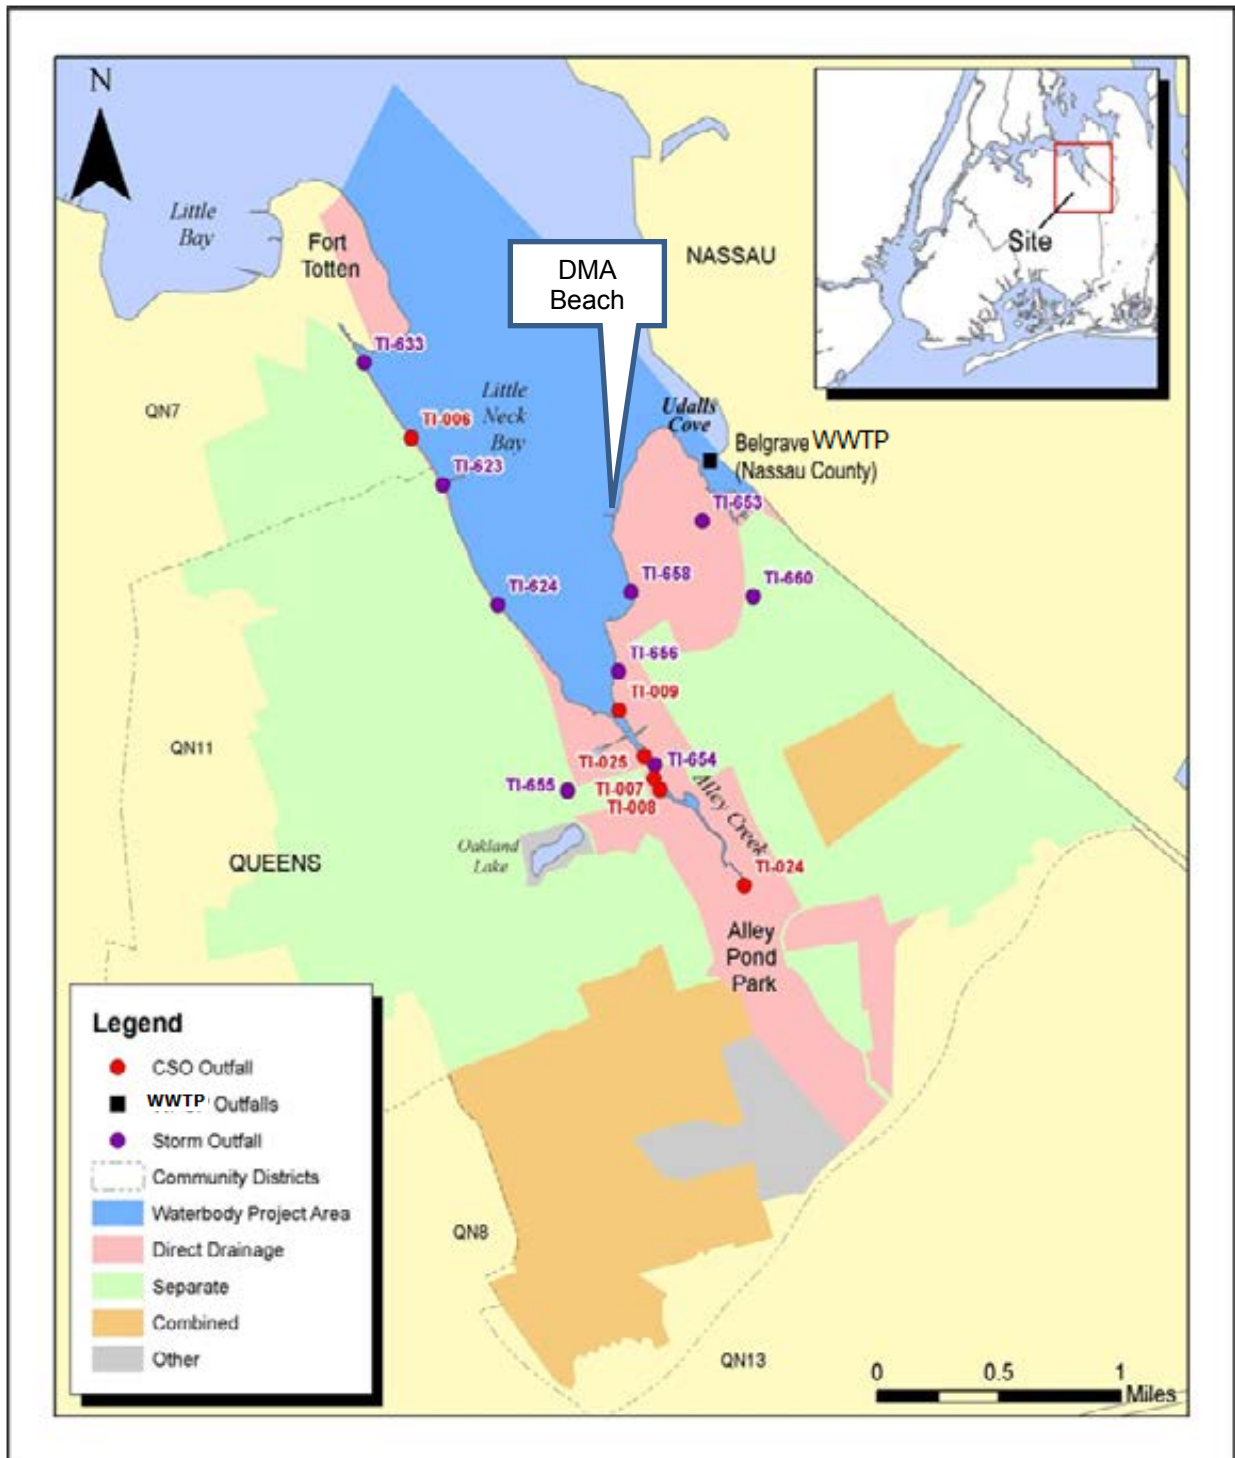 N
Little
Bay
Fort
Totten
DMA
Beach
NASSAU
Site
TI-633
QN7
TI-006
Little
Neck
Bay
Udalls
Cove
Belgrave WWTP
(Nassau County)
TI-623
TI-653
TI-624
TI-658
TI-660
TI-656
TI-009
QN11
TI-025
TI-654
TI-655
TI-007
TI-008
Alley Creek
Oakland
Lake
QUEENS
TI-024
Alley
Pond
Park
Legend
CSO Outfall
WWTP Outfalls
Storm Outfall
Community Districts
Waterbody Project Area
Direct Drainage
Separate
Combined
Other
QN8
QN13
0 0.5 1
Miles